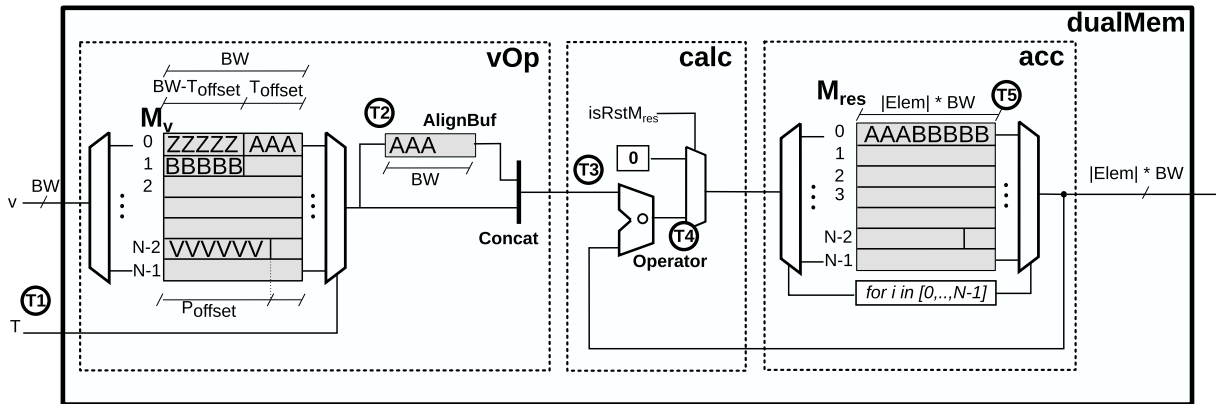 dualMem
vOp
calc
acc
BW
BW-Toffset
Toffset
Mv
0
ZZZZZ
AAA
1
BBBBB
2
N-2
VVVVVV
N-1
Poffset
BW
v
T1
T
T2
AlignBuf
AAA
BW
Concat
T3
isRstMres
0
T4
Operator
Mres
|Elem| * BW
T5
0
AAABBBBB
1
2
3
N-2
N-1
for i in [0,..,N-1]
|Elem| * BW